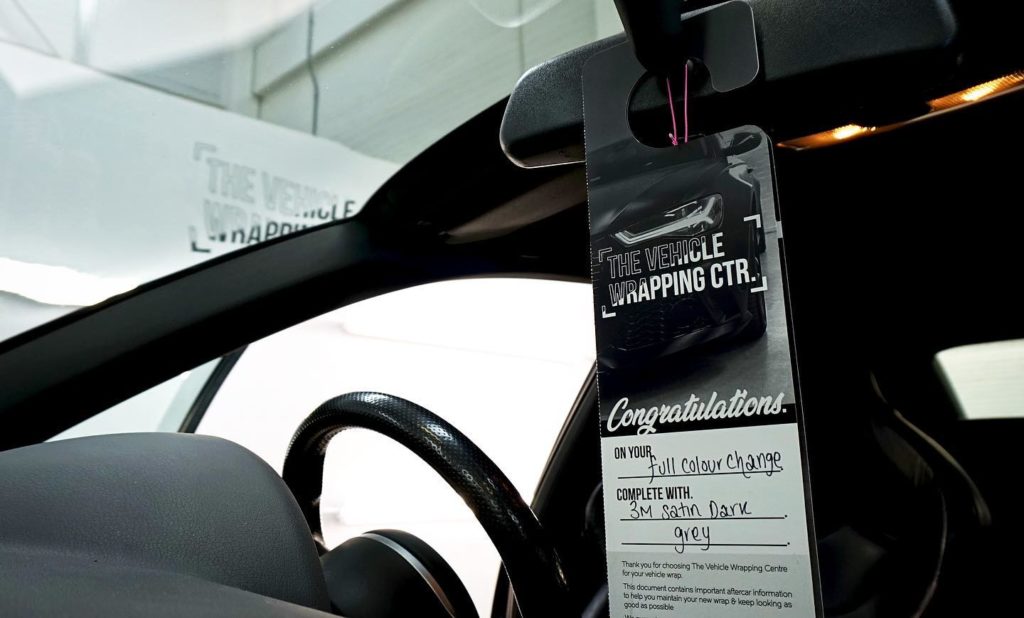 THE VEHICLE
WRAPPING
THE VEHICLE
WRAPPING CTR.
Congratulations.
ON YOUR full colour change
COMPLETE WITH.
3M Satin Dark
grey
Thank you for choosing The Vehicle Wrapping Centre
for your vehicle wrap.
This document contains important aftercar information
to help you maintain your new wrap & keep looking as
good as possible